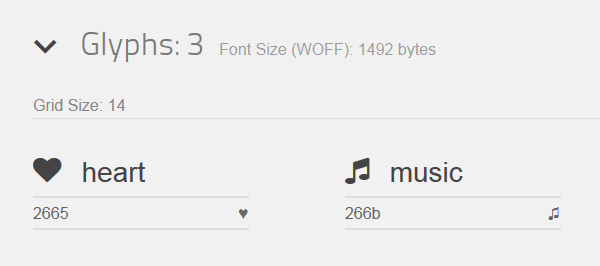 Glyphs: 3 Font Size (WOFF): 1492 bytes
Grid Size: 14
heart music
2665 ♥ 266b ♫